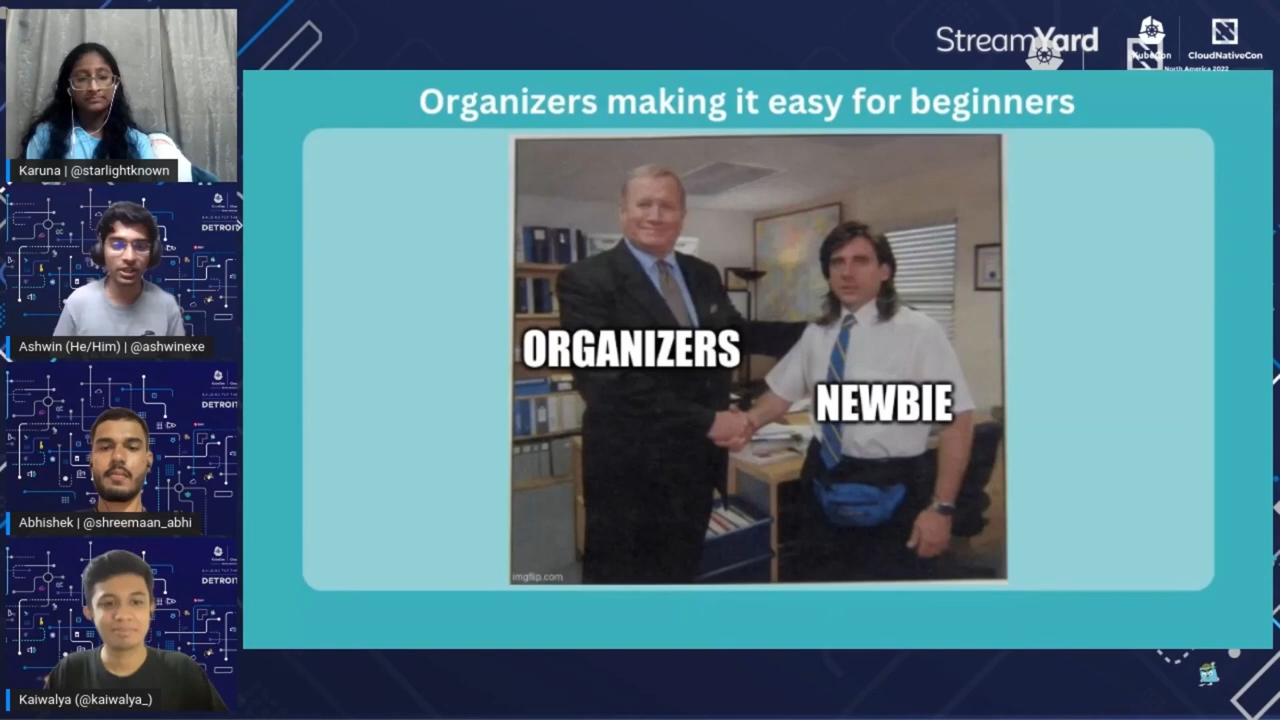 StreamYard
KubeCon
CloudNativeCon
North America 2022
Organizers making it easy for beginners
ORGANIZERS
NEWBIE
imgflip.com
Karuna | @starlightknown
DETROIT
Ashwin (He/Him) | @ashwinexe
DETROIT
Abhishek | @shreemaan_abhi
DETROIT
Kaiwalya (@kaiwalya_)